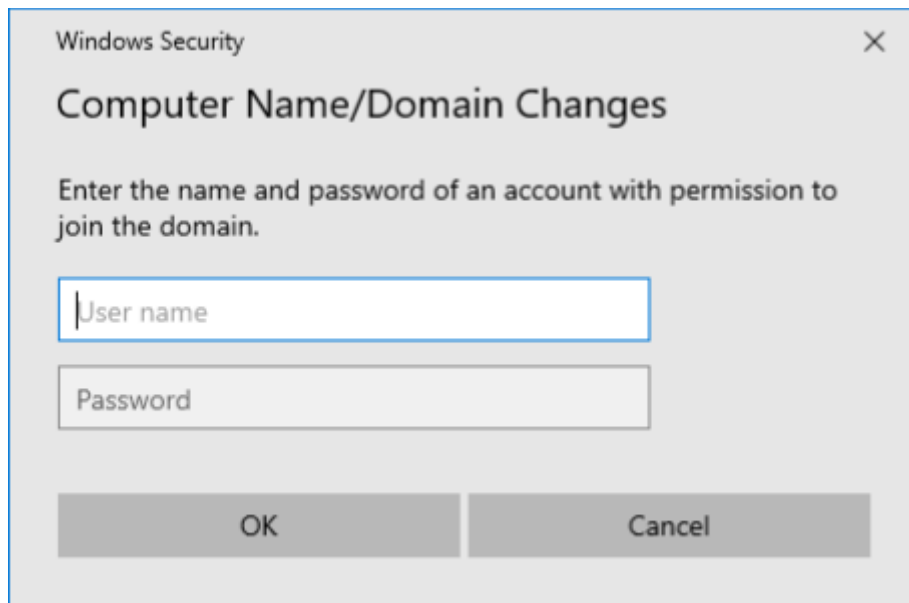 Windows Security
Computer Name/Domain Changes
Enter the name and password of an account with permission to
join the domain.
User name
Password
OK
Cancel